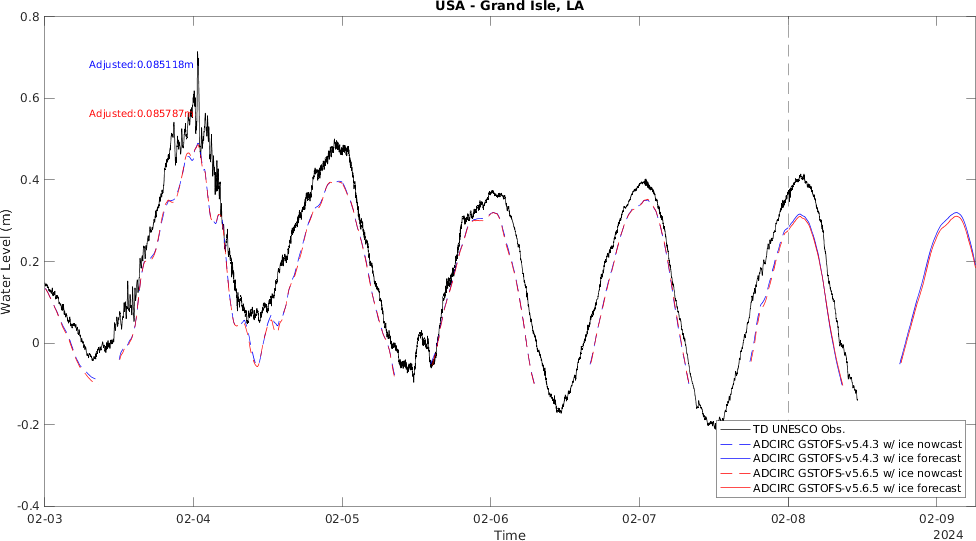 USA - Grand Isle, LA
0.8
0.6
0.4
0.2
0
-0.2
-0.4
Water Level (m)
Adjusted:0.085118m
Adjusted:0.085787m
TD UNESCO Obs.
ADCIRC GSTOFS-v5.4.3 w/ ice nowcast
ADCIRC GSTOFS-v5.4.3 w/ ice forecast
ADCIRC GSTOFS-v5.6.5 w/ ice nowcast
ADCIRC GSTOFS-v5.6.5 w/ ice forecast
02-03 02-04 02-05 02-06 02-07 02-08 02-09
Time
2024